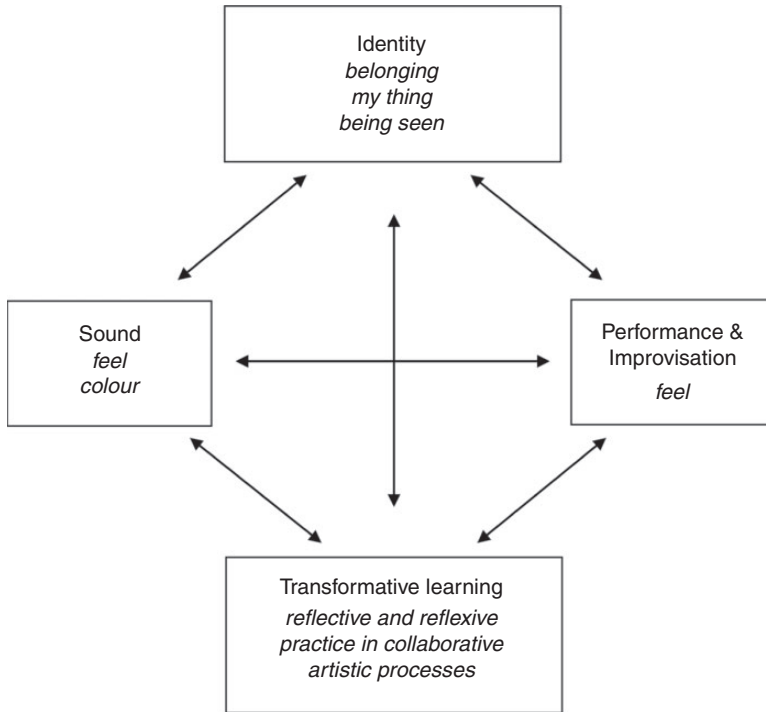 Identity
belonging
my thing
being seen
Sound
feel
colour
Performance &
Improvisation
feel
Transformative learning
reflective and reflexive
practice in collaborative
artistic processes